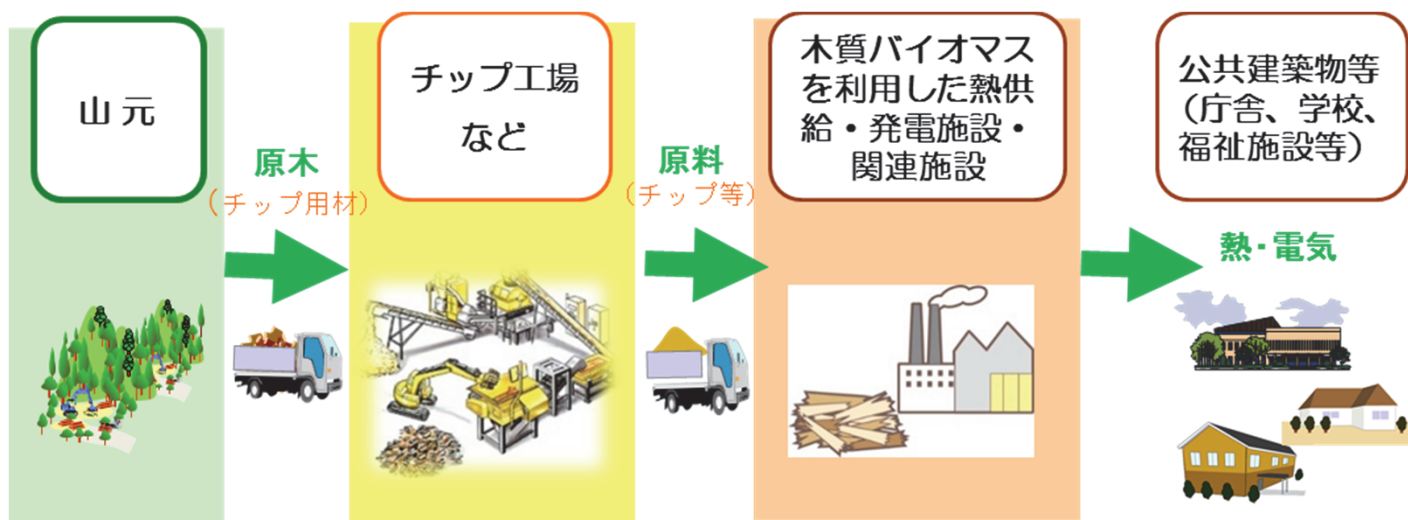 山元
原木
(チップ用材)
チップ工場
など
原料
(チップ等)
木質バイオマス
を利用した熱供
給・発電施設・
関連施設
公共建築物等
(庁舎、学校、
福祉施設等)
熱・電気